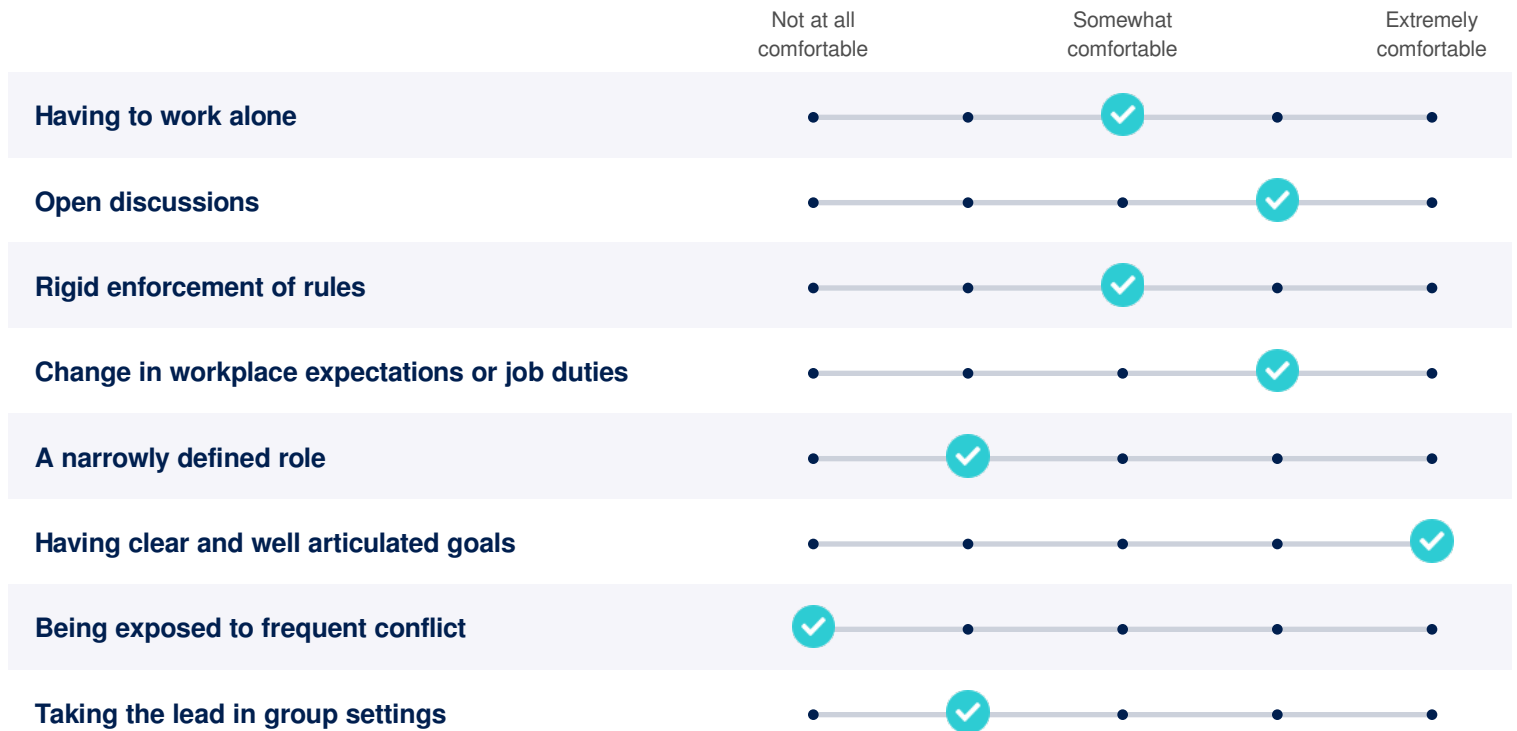 Not at all
comfortable
Somewhat
comfortable
Extremely
comfortable
Having to work alone
Open discussions
Rigid enforcement of rules
Change in workplace expectations or job duties
A narrowly defined role
Having clear and well articulated goals
Being exposed to frequent conflict
Taking the lead in group settings